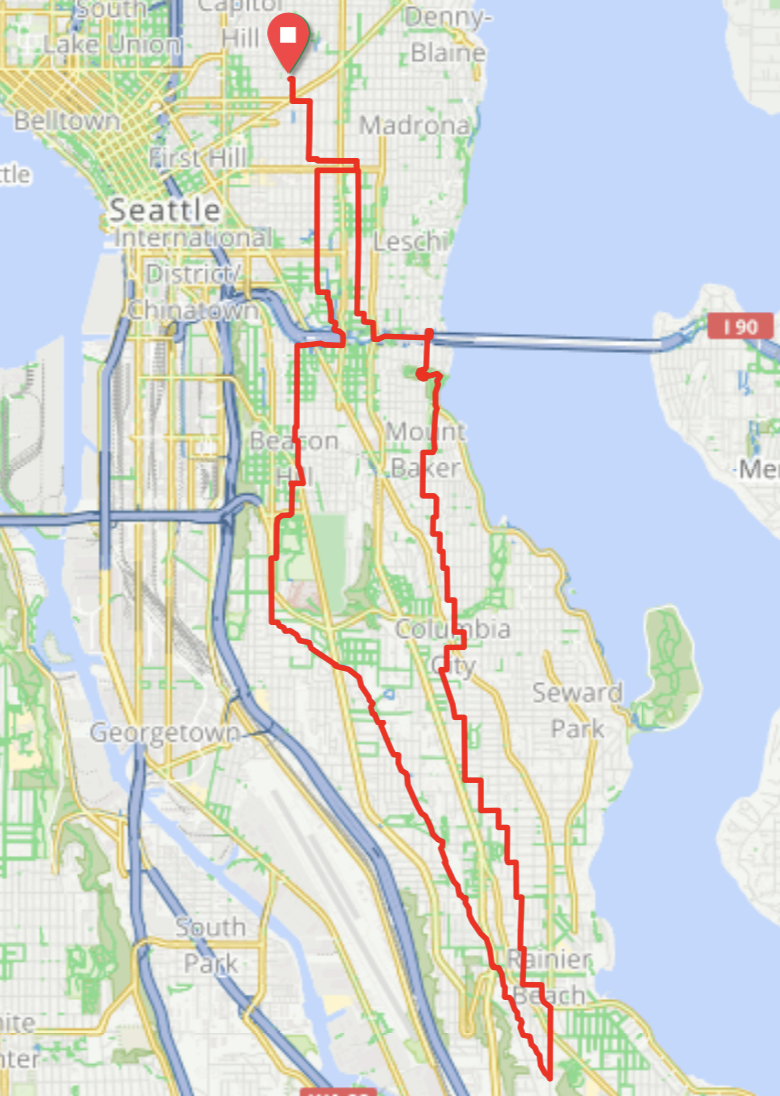 South
Lake Union
Capitol
Hill
Denny-
Blaine
Belltown
Madrona
First Hill
ttle
Seattle
International
District/
Chinatown
Leschi
I 90
Beacon
Hill
Mount
Baker
Mer
Columbia
City
Seward
Park
Georgetown
South
Park
Rainier
Beach
hite
nter